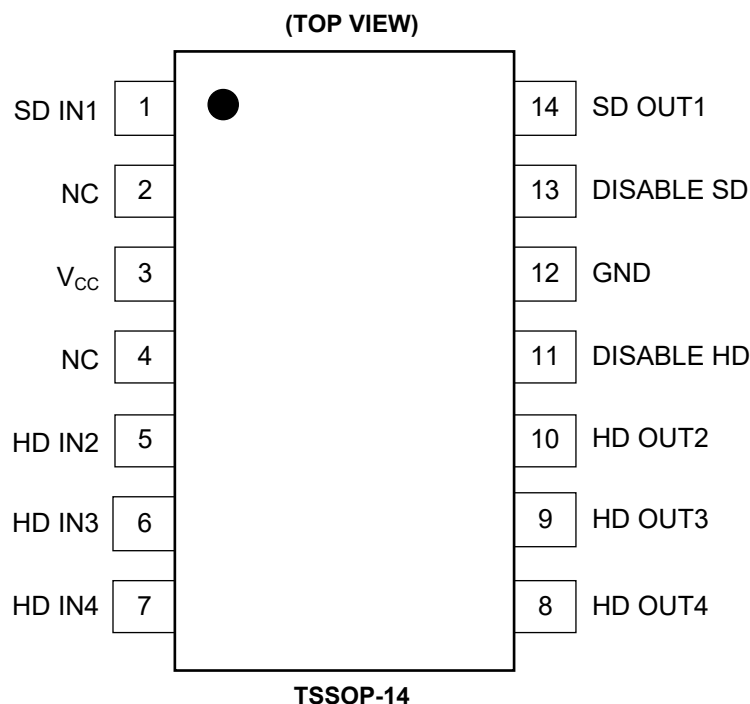 (TOP VIEW)
SD IN1 1 14 SD OUT1
NC 2 13 DISABLE SD
VCC 3 12 GND
NC 4 11 DISABLE HD
HD IN2 5 10 HD OUT2
HD IN3 6 9 HD OUT3
HD IN4 7 8 HD OUT4
TSSOP-14